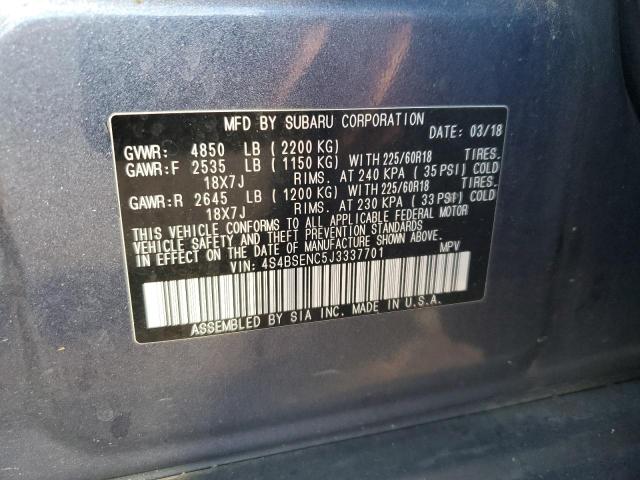 MFD BY SUBARU CORPORATION
DATE: 03/18
GVWR: 4850 LB (2200 KG)
GAWR:F 2535 LB (1150 KG) WITH 225/60R18 TIRES.
18X7J RIMS. AT 240 KPA (35 PSI) COLD
GAWR:R 2645 LB (1200 KG) WITH 225/60R18 TIRES.
18X7J RIMS. AT 230 KPA (33 PSI) COLD
THIS VEHICLE CONFORMS TO ALL APPLICABLE FEDERAL MOTOR
VEHICLE SAFETY AND THEFT PREVENTION STANDARDS
IN EFFECT ON THE DATE OF MANUFACTURE SHOWN ABOVE.
VIN: 4S4BSENC5J3337701 MPV
ASSEMBLED BY SIA INC. MADE IN U.S.A.